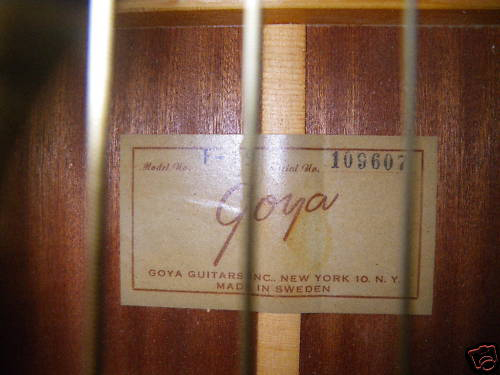 Model No. F- Serial No. 109607
Goya
GOYA GUITARS INC., NEW YORK 10, N. Y.
MADE IN SWEDEN